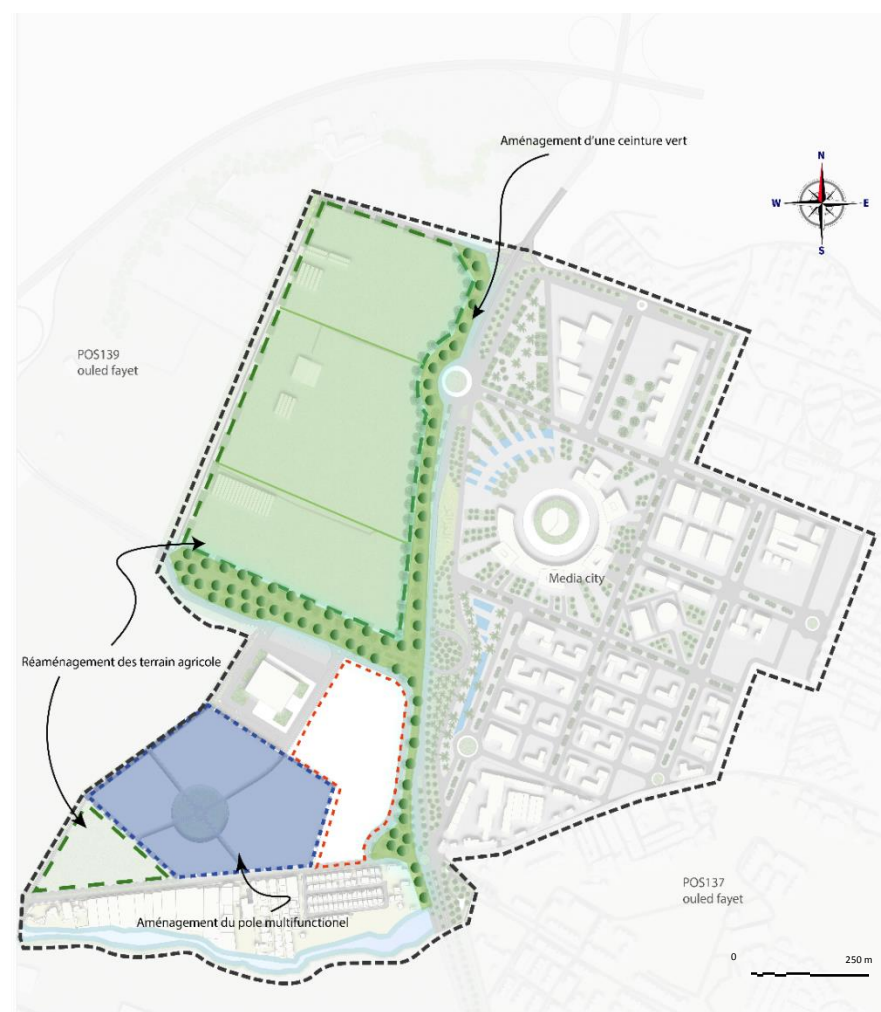 Aménagement d'une ceinture vert
N
W
E
S
POS139
ouled fayet
Media city
Réaménagement des terrain agricole
POS137
ouled fayet
Aménagement du pole multifunctionel
0
250 m